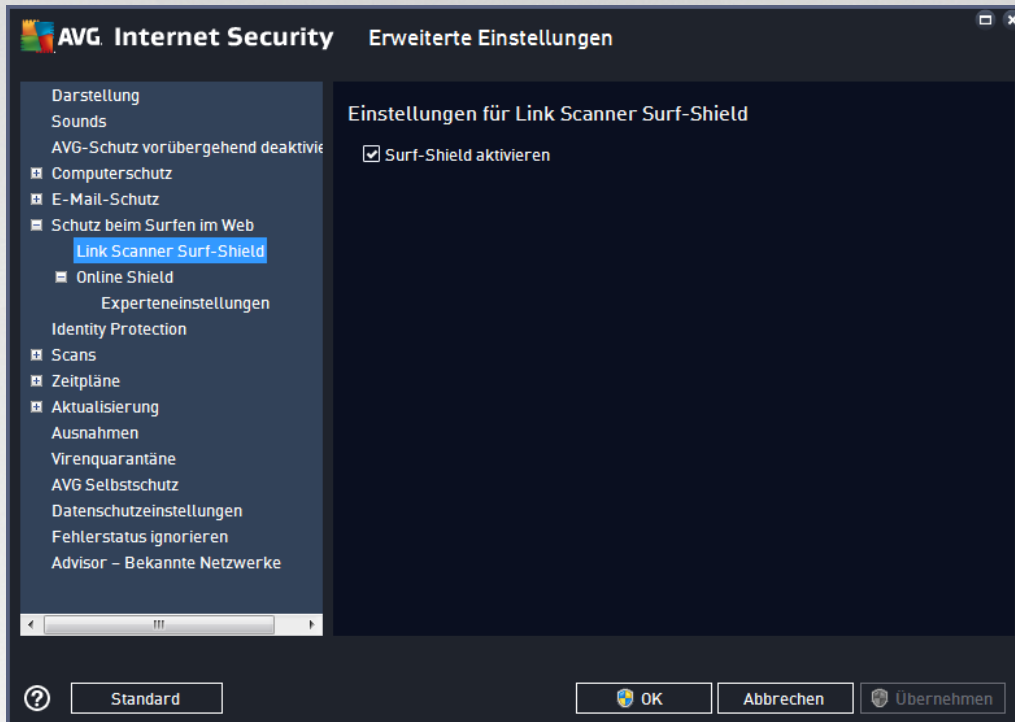 AVG. Internet Security Erweiterte Einstellungen
Darstellung
Sounds
AVG-Schutz vorübergehend
Computerschutz
E-Mail-Schutz
Schutz beim Surfen im Web
Link Scanner Surf-Shield
Online Shield
Experteneinstellungen
Identity Protection
Scans
Zeitpläne
Aktualisierung
Ausnahmen
Virenquarantäne
AVG Selbstschutz
Datenschutzeinstellungen
Fehlerstatus ignorieren
Advisor – Bekannte Netzwerke
Einstellungen für Link Scanner Surf-Shield
Surf-Shield aktivieren
? Standard OK Abbrechen Übernehmen